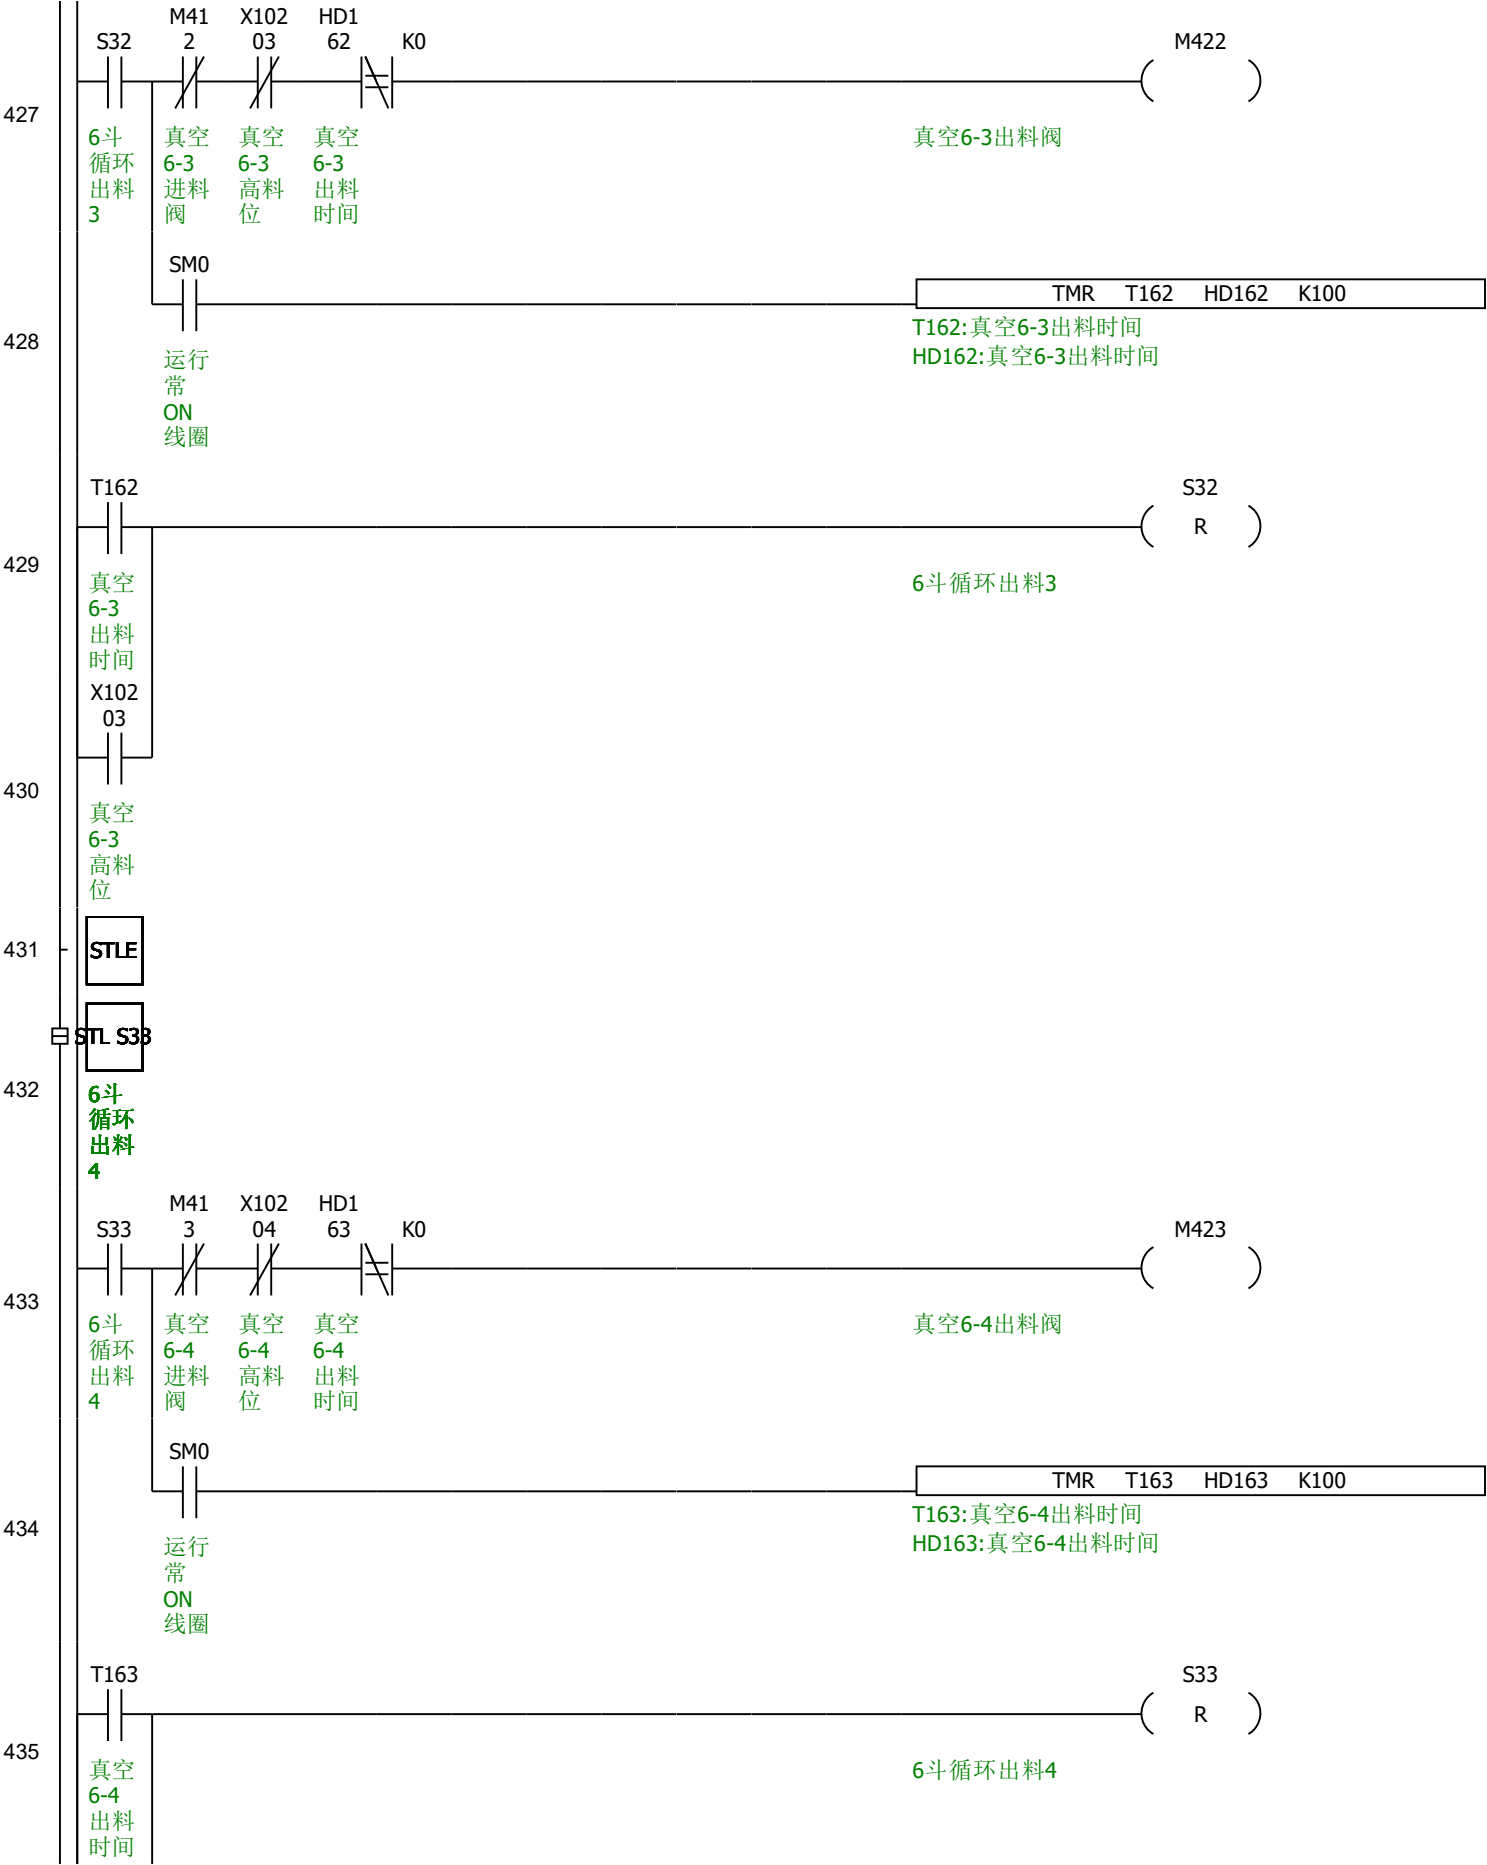 M41 X102 HD1
S32 2 03 62 K0 M422
427
6斗 真空 真空 真空 真空6-3出料阀
循环 6-3 6-3 6-3
出料 进料 高料 出料
3 阀 位 时间
SM0
TMR T162 HD162 K100
T162:真空6-3出料时间
428
HD162:真空6-3出料时间
运行
常
ON
线圈
T162 S32
R
429
真空 6斗循环出料3
6-3
出料
时间
X102
03
430
真空
6-3
高料
位
431 STLE
STL S33
432
6斗
循环
出料
4
M41 X102 HD1
S33 3 04 63 K0 M423
433
6斗 真空 真空 真空 真空6-4出料阀
循环 6-4 6-4 6-4
出料 进料 高料 出料
4 阀 位 时间
SM0
TMR T163 HD163 K100
T163:真空6-4出料时间
434
HD163:真空6-4出料时间
运行
常
ON
线圈
T163 S33
R
435
真空 6斗循环出料4
6-4
出料
时间